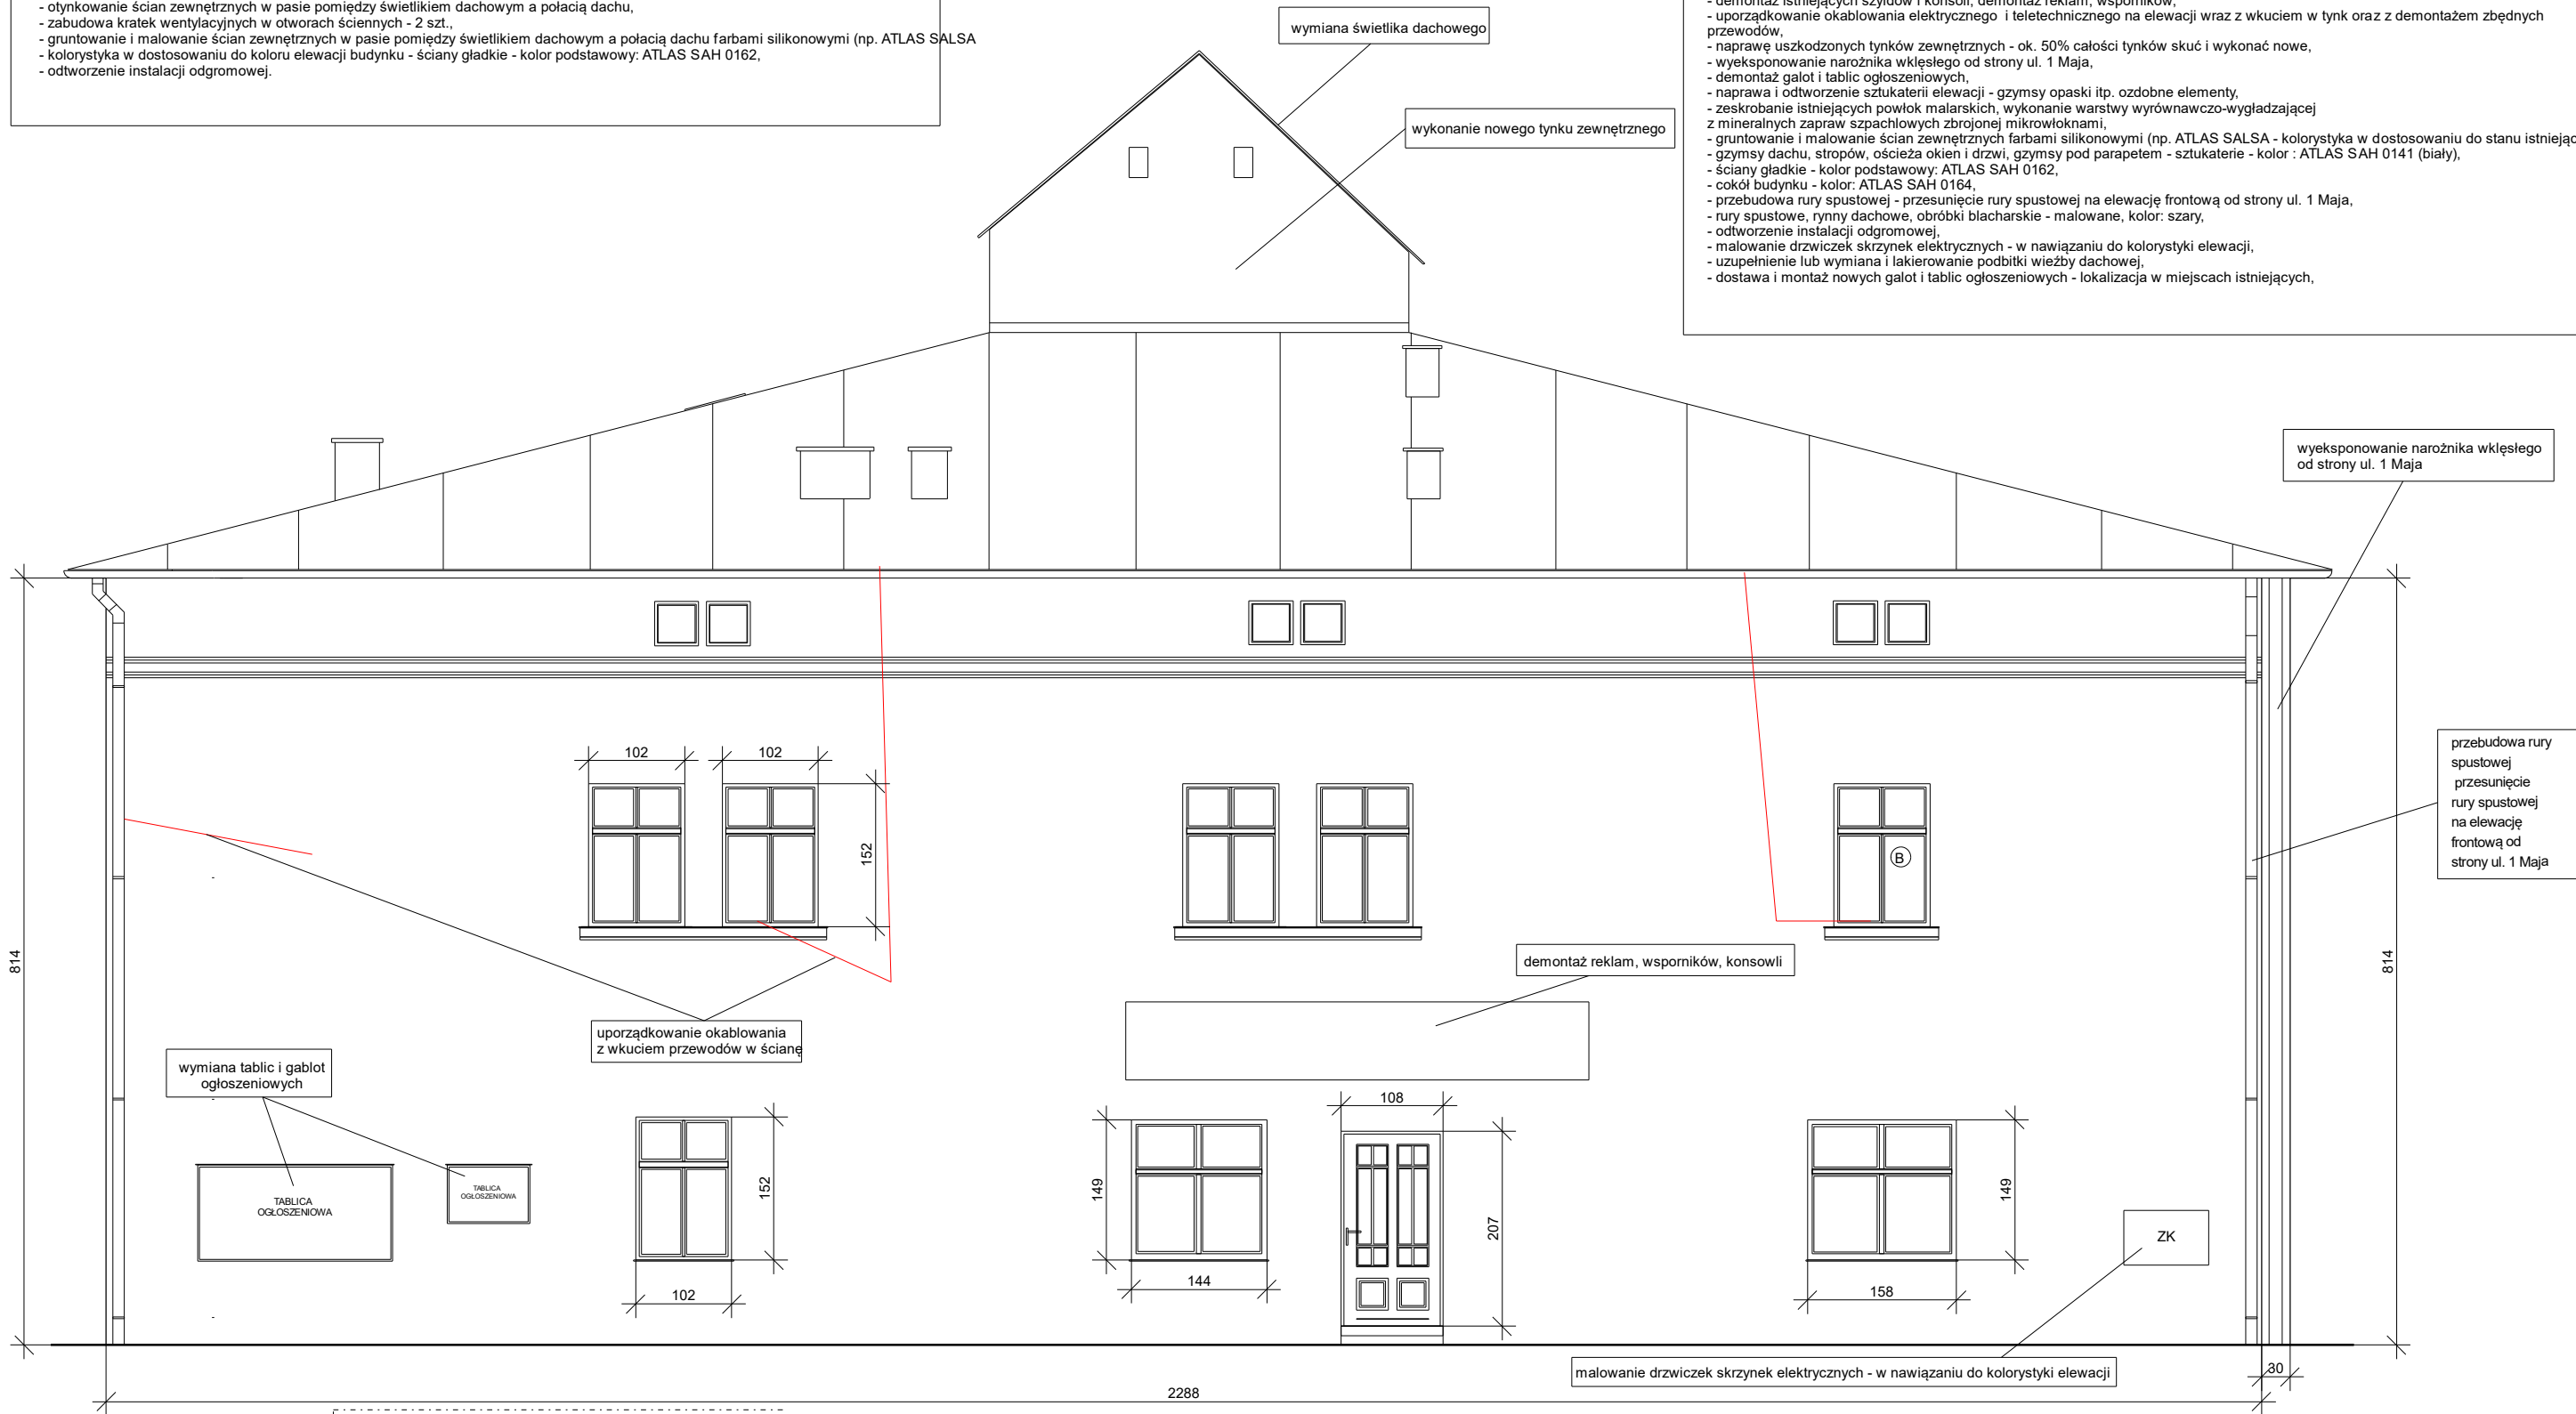 - otynkowanie ścian zewnętrznych w pasie pomiędzy świetlikiem dachowym a połacią dachu,
- zabudowa kratek wentylacyjnych w otworach ściennych - 2 szt.,
- gruntowanie i malowanie ścian zewnętrznych w pasie pomiędzy świetlikiem dachowym a połacią dachu farbami silikonowymi (np. ATLAS SALSA
- kolorystyka w dostosowaniu do koloru elewacji budynku - ściany gładkie - kolor podstawowy: ATLAS SAH 0162,
- odtworzenie instalacji odgromowej.
wymiana świetlika dachowego
wykonanie nowego tynku zewnętrznego
- demontaż istniejących szyldów i konsoli, demontaż reklam, wsporników,
- uporządkowanie okablowania elektrycznego i teletechnicznego na elewacji wraz z wkuciem w tynk oraz z demontażem zbędnych
przewodów,
- naprawę uszkodzonych tynków zewnętrznych - ok. 50% całości tynków skuć i wykonać nowe,
- wyeksponowanie narożnika wklęsłego od strony ul. 1 Maja,
- demontaż galot i tablic ogłoszeniowych,
- naprawa i odtworzenie sztukaterii elewacji - gzymsy opaski itp. ozdobne elementy,
- zeskrobanie istniejących powłok malarskich, wykonanie warstwy wyrównawczo-wygładzającej
z mineralnych zapraw szpachlowych zbrojonej mikrowłoknami,
- gruntowanie i malowanie ścian zewnętrznych farbami silikonowymi (np. ATLAS SALSA - kolorystyka w dostosowaniu do stanu istniejąc
- gzymsy dachu, stropów, ościeża okien i drzwi, gzymsy pod parapetem - sztukaterie - kolor : ATLAS SAH 0141 (biały),
- ściany gładkie - kolor podstawowy: ATLAS SAH 0162,
- cokół budynku - kolor: ATLAS SAH 0164,
- przebudowa rury spustowej - przesunięcie rury spustowej na elewację frontową od strony ul. 1 Maja,
- rury spustowe, rynny dachowe, obróbki blacharskie - malowane, kolor: szary,
- odtworzenie instalacji odgromowej,
- malowanie drzwiczek skrzynek elektrycznych - w nawiązaniu do kolorystyki elewacji,
- uzupełnienie lub wymiana i lakierowanie podbitki wieźby dachowej,
- dostawa i montaż nowych galot i tablic ogłoszeniowych - lokalizacja w miejscach istniejących,
wyeksponowanie narożnika wklęsłego
od strony ul. 1 Maja
przebudowa rury
spustowej
przesunięcie
rury spustowej
na elewację
frontową od
strony ul. 1 Maja
102
102
152
B
814
814
demontaż reklam, wsporników, konsowli
uporządkowanie okablowania
z wkuciem przewodów w ścianę
wymiana tablic i gablot
ogłoszeniowych
TABLICA
OGŁOSZENIOWA
TABLICA
OGŁOSZENIOWA
152
102
149
144
108
207
149
158
ZK
malowanie drzwiczek skrzynek elektrycznych - w nawiązaniu do kolorystyki elewacji
30
2288